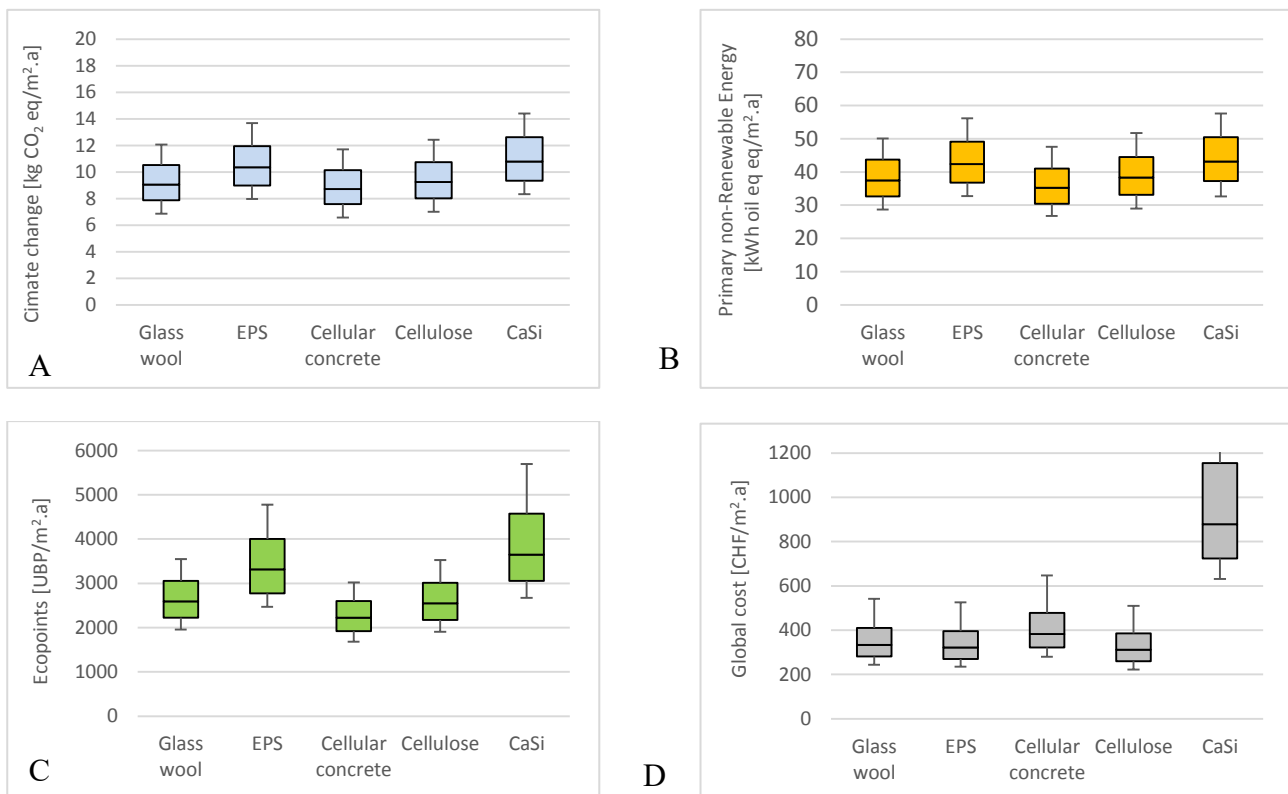 Cimate change [kg CO₂ eq/m².a]
20
18
16
14
12
10
8
6
4
2
0
Glass wool
EPS
Cellular concrete
Cellulose
CaSi
A
Primary non-Renewable Energy
[kWh oil eq eq/m².a]
80
70
60
50
40
30
20
10
0
Glass wool
EPS
Cellular concrete
Cellulose
CaSi
B
Ecopoints [UBP/m².a]
6000
5000
4000
3000
2000
1000
0
Glass wool
EPS
Cellular concrete
Cellulose
CaSi
C
Global cost [CHF/m².a]
1200
1000
800
600
400
200
0
Glass wool
EPS
Cellular concrete
Cellulose
CaSi
D